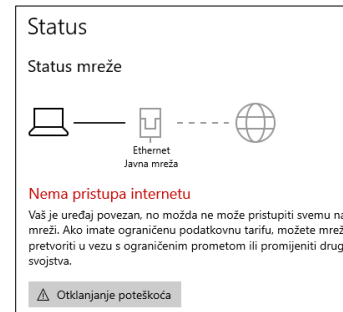 Status
Status mreže
Ethernet
Javna mreža
Nema pristupa internetu
Vaš je uređaj povezan, no možda ne može pristupiti svemu na
mreži. Ako imate ograničenu podatkovnu tarifu, možete mrež
pretvoriti u vezu s ograničenim prometom ili promijeniti drug
svojstva.
Otklanjanje poteškoća